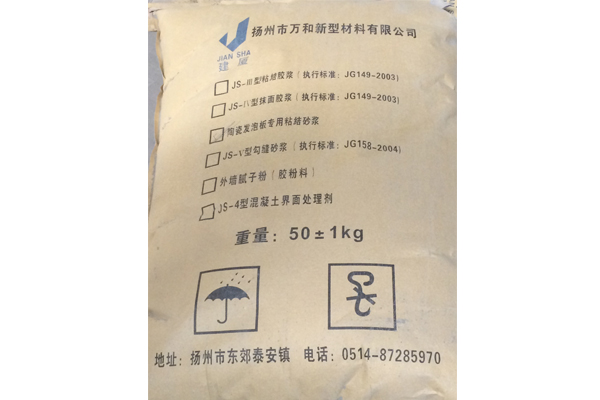 扬州市万和新型材料有限公司
JIAN SHA
建厦
JS-Ⅲ型粘结胶浆（执行标准：JG149-2003）
JS-Ⅳ型抹面胶浆（执行标准：JG149-2003）
陶瓷发泡板专用粘结砂浆
JS-Ⅴ型勾缝砂浆（执行标准：JG158-2004）
外墙腻子粉（胶粉料）
JS-4型混凝土界面处理剂
重量：50±1kg
地址：扬州市东郊泰安镇 电话：0514-87285970